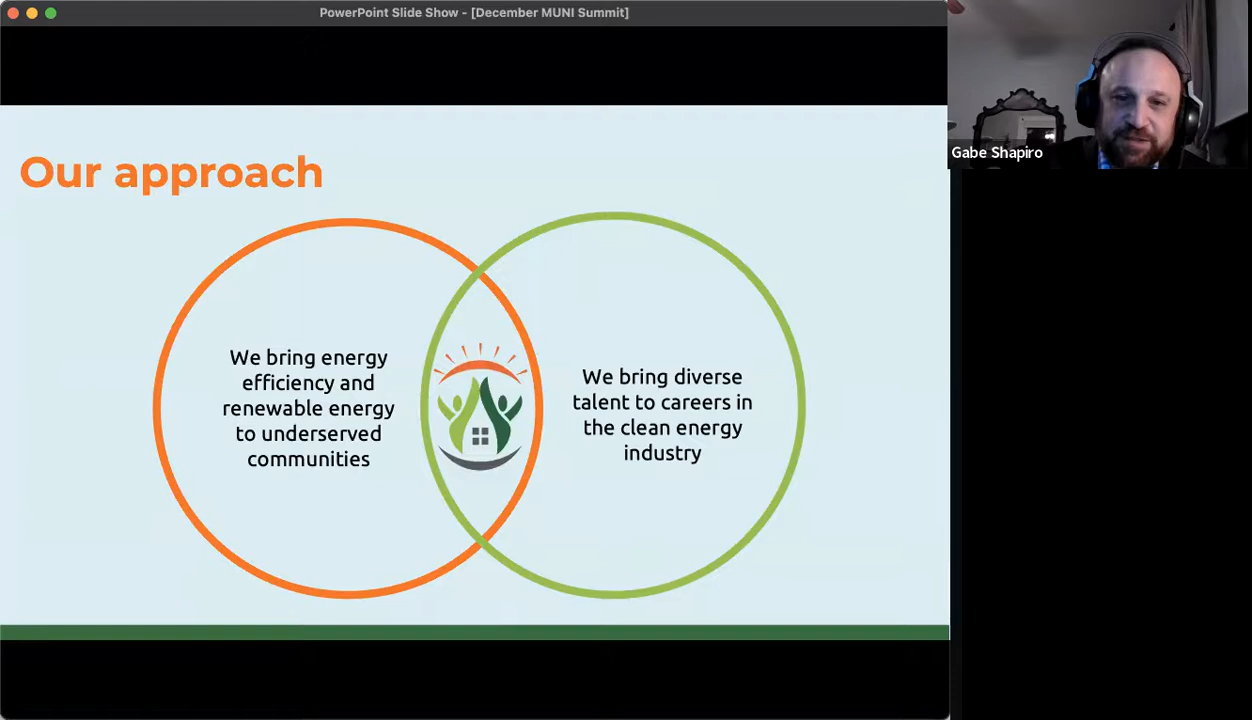 PowerPoint Slide Show - [December MUNI Summit]
Gabe Shapiro
Our approach
We bring energy
efficiency and
renewable energy
to underserved
communities
We bring diverse
talent to careers in
the clean energy
industry